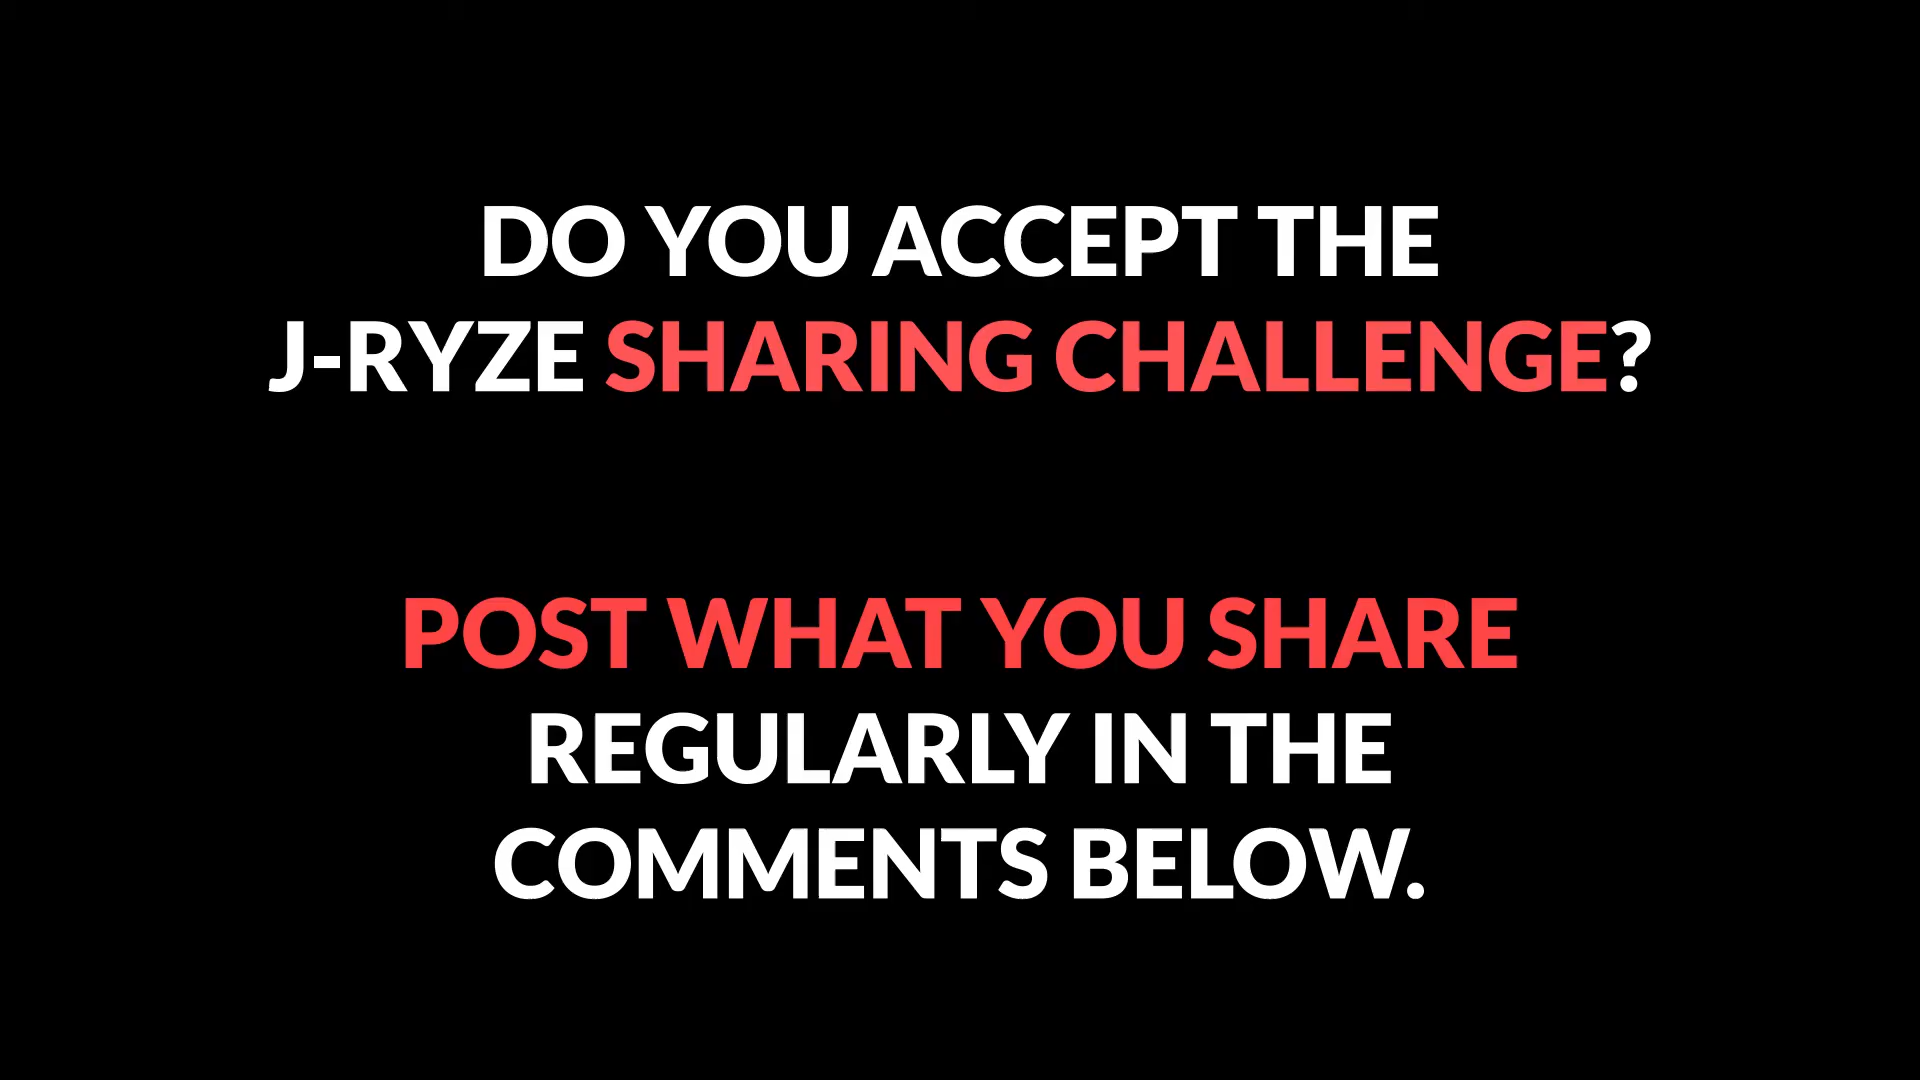 DO YOU ACCEPT THE
J-RYZE SHARING CHALLENGE?
POST WHAT YOU SHARE
REGULARLY IN THE
COMMENTS BELOW.